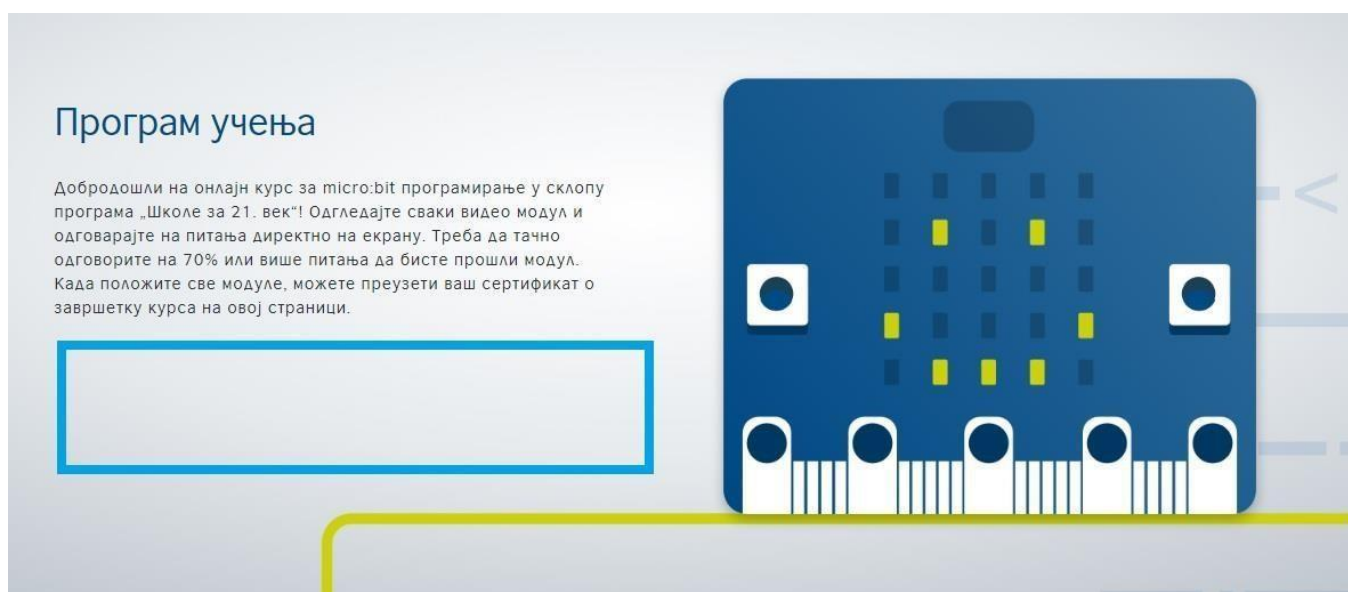 Програм учења
Добродошли на онлајн курс за micro:bit програмирање у склопу
програма „Школе за 21. век“! Одгледајте сваки видео модул и
одговарајте на питања директно на екрану. Треба да тачно
одговорите на 70% или више питања да бисте прошли модул.
Када положите све модуле, можете преузети ваш сертификат о
завршетку курса на овој страници.